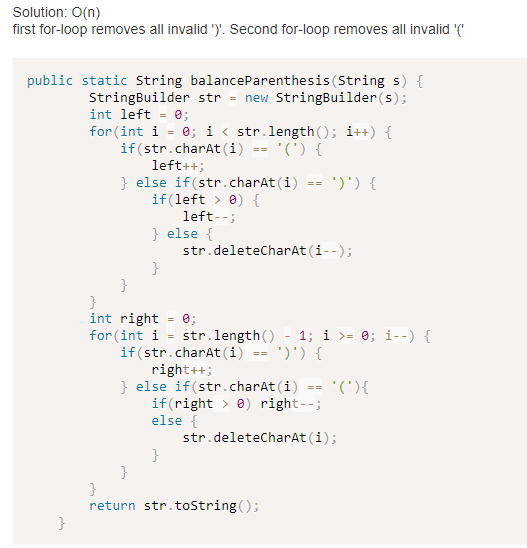 Solution: O(n)
first for-loop removes all invalid ')'. Second for-loop removes all invalid '('
public static String balanceParenthesis(String s) {
        StringBuilder str = new StringBuilder(s);
        int left = 0;
        for(int i = 0; i < str.length(); i++) {
            if(str.charAt(i) == '(') {
                left++;
            } else if(str.charAt(i) == ')') {
                if(left > 0) {
                    left--;
                } else {
                    str.deleteCharAt(i--);
                }
            }
        }
        int right = 0;
        for(int i = str.length() - 1; i >= 0; i--) {
            if(str.charAt(i) == ')') {
                right++;
            } else if(str.charAt(i) == '('){
                if(right > 0) right--;
                else {
                    str.deleteCharAt(i);
                }
            }
        }
        return str.toString();
    }